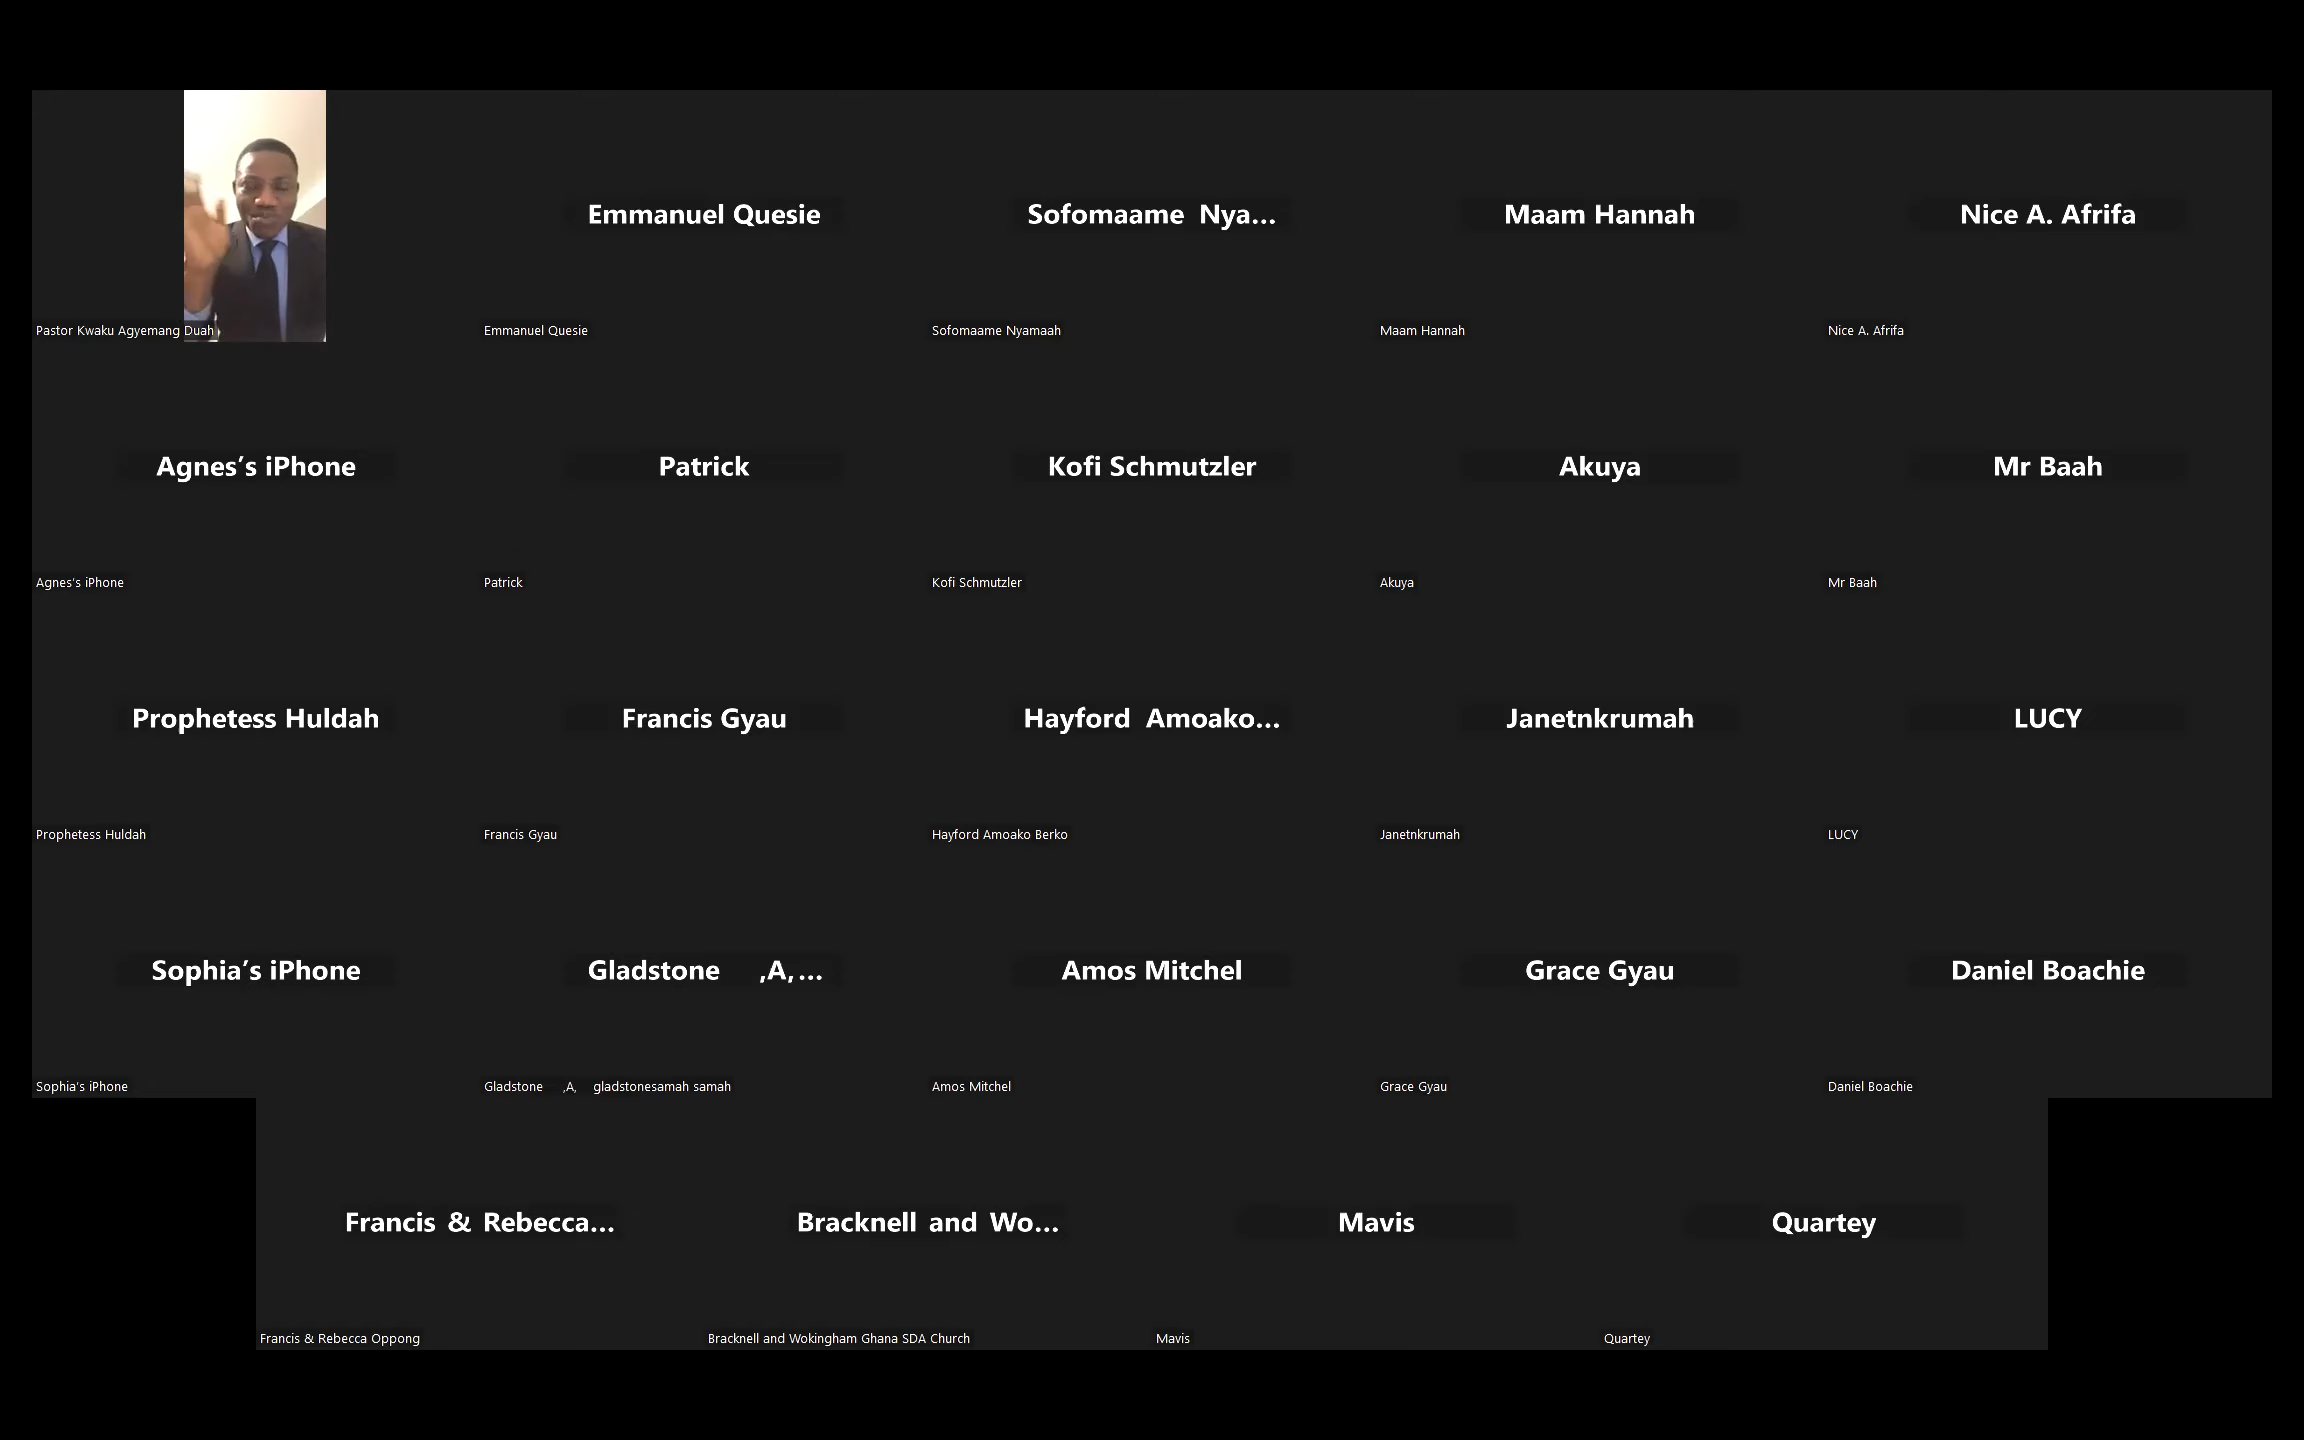 Pastor Kwaku Agyemang Duah
Emmanuel Quesie
Emmanuel Quesie
Sofomaame Nya...
Sofomaame Nyamaah
Maam Hannah
Maam Hannah
Nice A. Afrifa
Nice A. Afrifa
Agnes’s iPhone
Agnes's iPhone
Patrick
Patrick
Kofi Schmutzler
Kofi Schmutzler
Akuya
Akuya
Mr Baah
Mr Baah
Prophetess Huldah
Prophetess Huldah
Francis Gyau
Francis Gyau
Hayford Amoako...
Hayford Amoako Berko
Janetnkrumah
Janetnkrumah
LUCY
LUCY
Sophia’s iPhone
Sophia's iPhone
Gladstone ,A,...
Gladstone ,A, gladstonesamah samah
Amos Mitchel
Amos Mitchel
Grace Gyau
Grace Gyau
Daniel Boachie
Daniel Boachie
Francis & Rebecca...
Francis & Rebecca Oppong
Bracknell and Wo...
Bracknell and Wokingham Ghana SDA Church
Mavis
Mavis
Quartey
Quartey